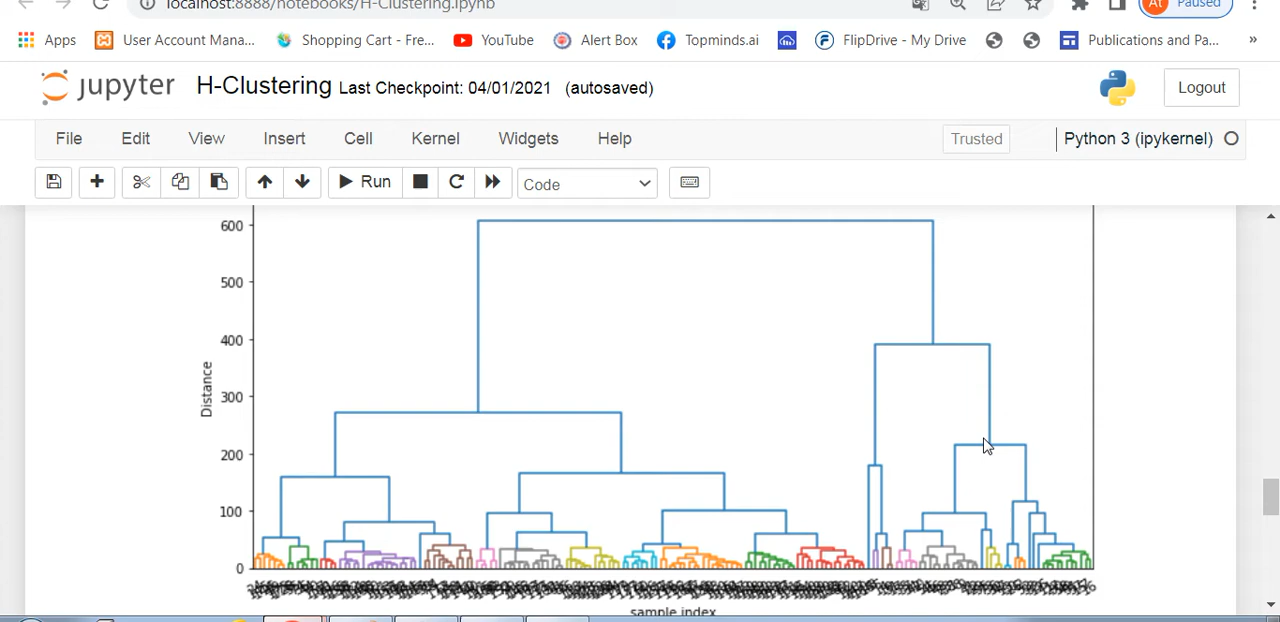 localhost:8888/notebooks/H-Clustering.ipynb
At Paused
Apps User Account Mana... Shopping Cart - Fre... YouTube Alert Box Topminds.ai FlipDrive - My Drive Publications and Pa... »
jupyter H-Clustering Last Checkpoint: 04/01/2021 (autosaved) Logout
File Edit View Insert Cell Kernel Widgets Help Trusted Python 3 (ipykernel)
Run Code
600
500
400
300
200
100
0
Distance
sample index